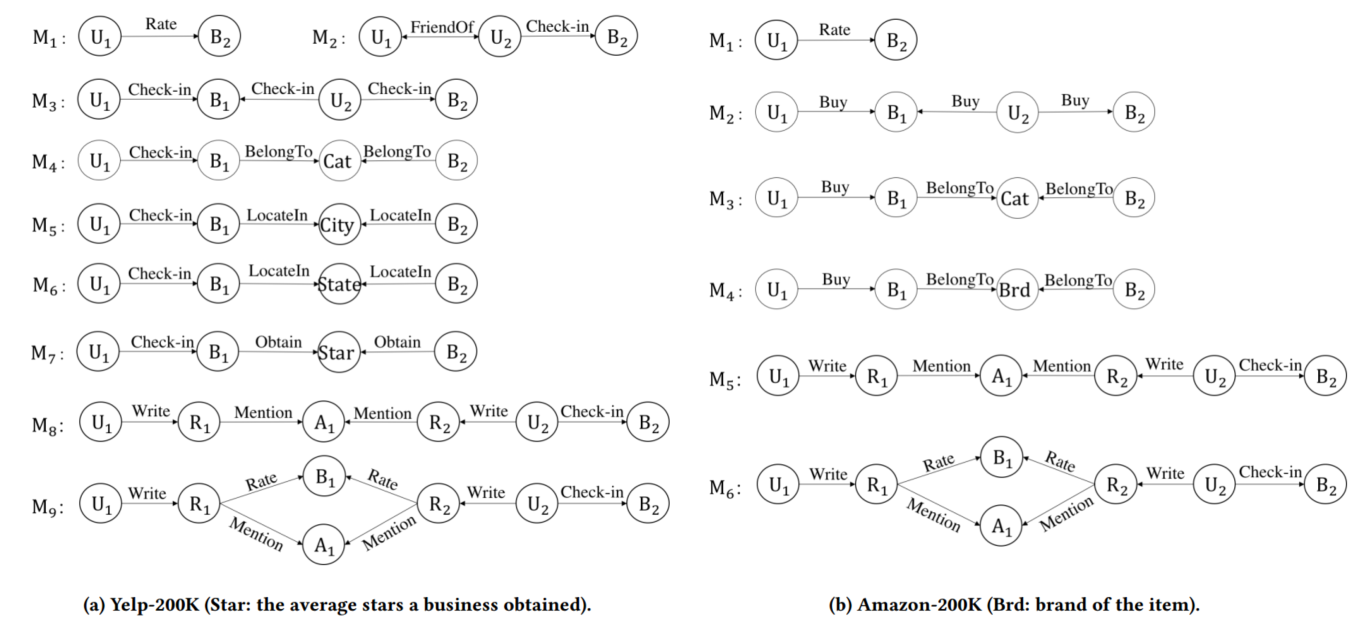 M1: U1 Rate B2
M2: U1 FriendOf U2 Check-in B2
M3: U1 Check-in B1 Check-in U2 Check-in B2
M4: U1 Check-in B1 BelongTo Cat BelongTo B2
M5: U1 Check-in B1 LocateIn City LocateIn B2
M6: U1 Check-in B1 LocateIn State LocateIn B2
M7: U1 Check-in B1 Obtain Star Obtain B2
M8: U1 Write R1 Mention A1 Mention R2 Write U2 Check-in B2
M9: U1 Write R1 Rate B1 Rate Mention A1 Mention R2 Write U2 Check-in B2
(a) Yelp-200K (Star: the average stars a business obtained).
M1: U1 Rate B2
M2: U1 Buy B1 Buy U2 Buy B2
M3: U1 Buy B1 BelongTo Cat BelongTo B2
M4: U1 Buy B1 BelongTo Brd BelongTo B2
M5: U1 Write R1 Mention A1 Mention R2 Write U2 Check-in B2
M6: U1 Write R1 Rate B1 Rate Mention A1 Mention R2 Write U2 Check-in B2
(b) Amazon-200K (Brd: brand of the item).